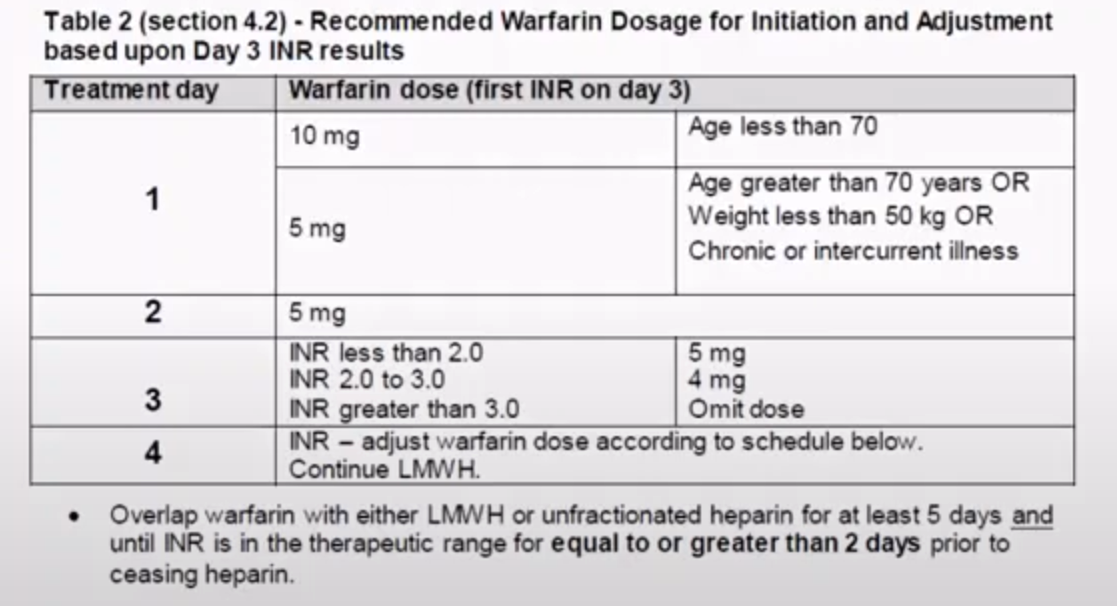 Table 2 (section 4.2) - Recommended Warfarin Dosage for Initiation and Adjustment
based upon Day 3 INR results
Treatment day
Warfarin dose (first INR on day 3)
1
10 mg
Age less than 70
5 mg
Age greater than 70 years OR
Weight less than 50 kg OR
Chronic or intercurrent illness
2
5 mg
3
INR less than 2.0
5 mg
INR 2.0 to 3.0
4 mg
INR greater than 3.0
Omit dose
4
INR – adjust warfarin dose according to schedule below.
Continue LMWH.
• Overlap warfarin with either LMWH or unfractionated heparin for at least 5 days and
until INR is in the therapeutic range for equal to or greater than 2 days prior to
ceasing heparin.